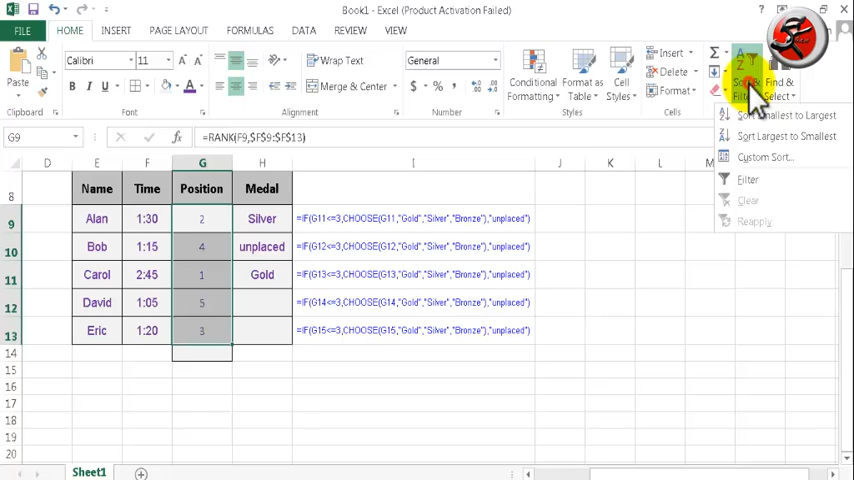 Book1 - Excel (Product Activation Failed)
FILE HOME INSERT PAGE LAYOUT FORMULAS DATA REVIEW VIEW
Calibri 11 Wrap Text General Insert
Paste B I U Merge & Center $ % Conditional Formatting Format as Table Cell Styles Delete Format Find & Select
Clipboard Font Alignment Number Styles Cells
Sort Smallest to Largest
Sort Largest to Smallest
Custom Sort...
Filter
Clear
Reapply
G9 fx =RANK(F9,$F$9:$F$13)
D E F G H I J K L M
8 Name Time Position Medal
9 Alan 1:30 2 Silver =IF(G11<=3,CHOOSE(G11,"Gold","Silver","Bronze"),"unplaced")
10 Bob 1:15 4 unplaced =IF(G12<=3,CHOOSE(G12,"Gold","Silver","Bronze"),"unplaced")
11 Carol 2:45 1 Gold =IF(G13<=3,CHOOSE(G13,"Gold","Silver","Bronze"),"unplaced")
12 David 1:05 5 =IF(G14<=3,CHOOSE(G14,"Gold","Silver","Bronze"),"unplaced")
13 Eric 1:20 3 =IF(G15<=3,CHOOSE(G15,"Gold","Silver","Bronze"),"unplaced")
14
15
16
17
18
19
20
Sheet1